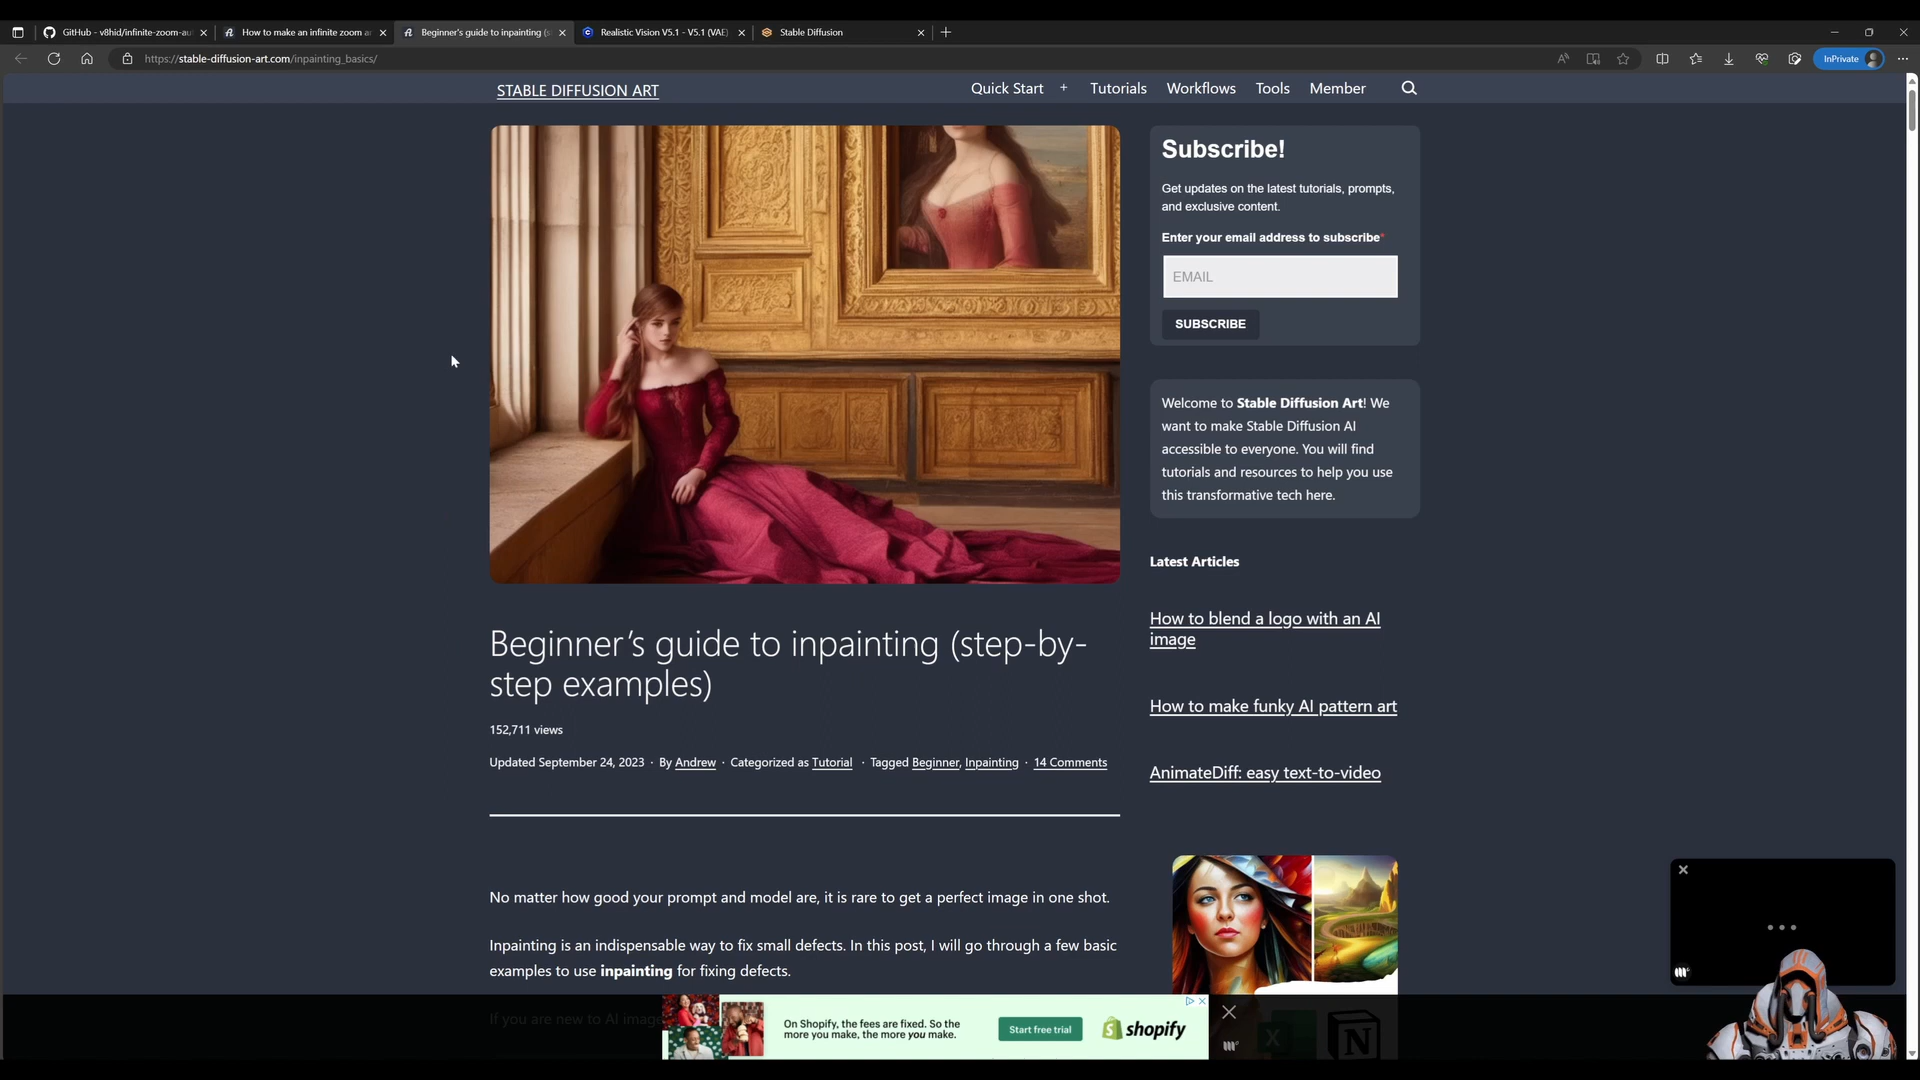 GitHub - v8hid/infinite-zoom-au
How to make an infinite zoom an
Beginner's guide to inpainting (s
Realistic Vision V5.1 - V5.1 (VAE)
Stable Diffusion
https://stable-diffusion-art.com/inpainting_basics/
InPrivate
STABLE DIFFUSION ART
Quick Start + Tutorials Workflows Tools Member
Subscribe!
Get updates on the latest tutorials, prompts,
and exclusive content.
Enter your email address to subscribe*
EMAIL
SUBSCRIBE
Welcome to Stable Diffusion Art! We
want to make Stable Diffusion AI
accessible to everyone. You will find
tutorials and resources to help you use
this transformative tech here.
Latest Articles
How to blend a logo with an AI
image
How to make funky AI pattern art
AnimateDiff: easy text-to-video
Beginner's guide to inpainting (step-by-
step examples)
152,711 views
Updated September 24, 2023 · By Andrew · Categorized as Tutorial · Tagged Beginner, Inpainting · 14 Comments
No matter how good your prompt and model are, it is rare to get a perfect image in one shot.
Inpainting is an indispensable way to fix small defects. In this post, I will go through a few basic
examples to use inpainting for fixing defects.
If you are new to AI image
On Shopify, the fees are fixed. So the
more you make, the more you make.
Start free trial
shopify